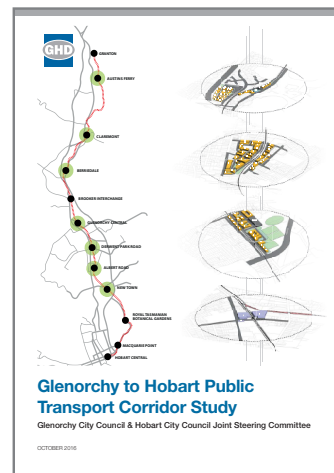 GHD
GRANTON
AUSTINS FERRY
CLAREMONT
BERRIEDALE
BROOKER INTERCHANGE
GLENORCHY CENTRAL
DERWENT PARK ROAD
ALBERT ROAD
NEW TOWN
ROYAL TASMANIAN
BOTANICAL GARDENS
MACQUARIE POINT
HOBART CENTRAL
Glenorchy to Hobart Public
Transport Corridor Study
Glenorchy City Council & Hobart City Council Joint Steering Committee
OCTOBER 2016